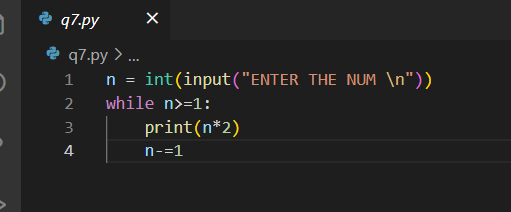 q7.py ×
q7.py > ...
1 n = int(input("ENTER THE NUM \n"))
2 while n>=1:
3 print(n*2)
4 n-=1